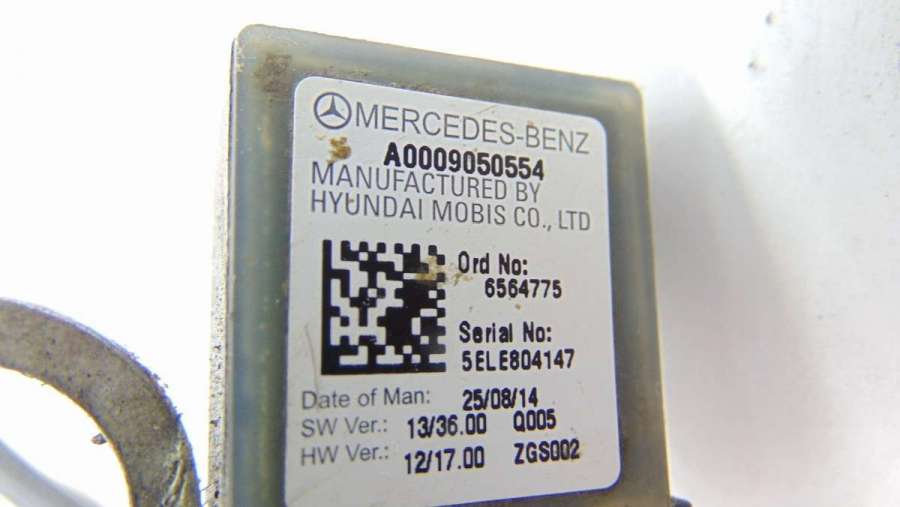 MERCEDES-BENZ
A0009050554
MANUFACTURED BY
HYUNDAI MOBIS CO., LTD
Ord No:
6564775
Serial No:
5ELE804147
Date of Man: 25/08/14
SW Ver.: 13/36.00 Q005
HW Ver.: 12/17.00 ZGS002